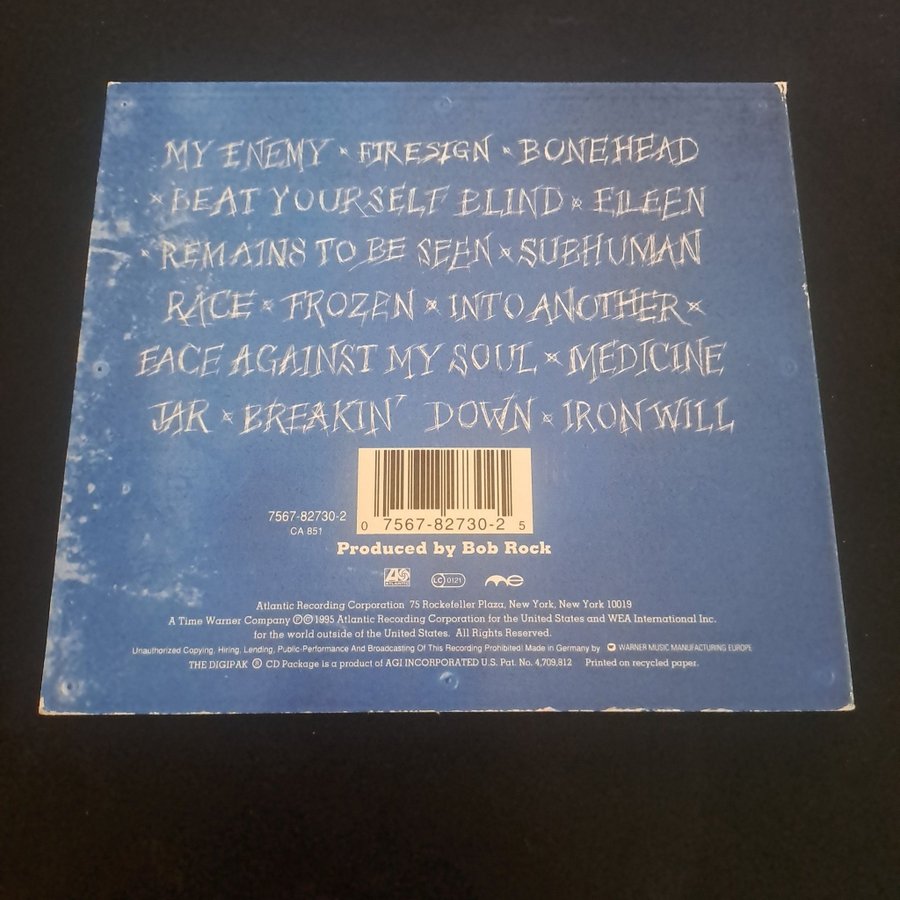 MY ENEMY × FIRESIGN × BONEHEAD
× BEAT YOURSELF BLIND × EILEEN
× REMAINS TO BE SEEN × SUBHUMAN
RACE × FROZEN × INTO ANOTHER ×
FACE AGAINST MY SOUL × MEDICINE
JAR × BREAKIN' DOWN × IRON WILL
7567-82730-2
CA 851
0 7567-82730-2 5
Produced by Bob Rock
ATLANTIC
LC 0121
Atlantic Recording Corporation 75 Rockefeller Plaza, New York, New York 10019
A Time Warner Company ℗©1995 Atlantic Recording Corporation for the United States and WEA International Inc.
for the world outside of the United States. All Rights Reserved.
Unauthorized Copying, Hiring, Lending, Public-Performance And Broadcasting Of This Recording Prohibited. Made in Germany by WARNER MUSIC MANUFACTURING EUROPE
THE DIGIPAK ® CD Package is a product of AGI INCORPORATED U.S. Pat. No. 4,709,812 Printed on recycled paper.